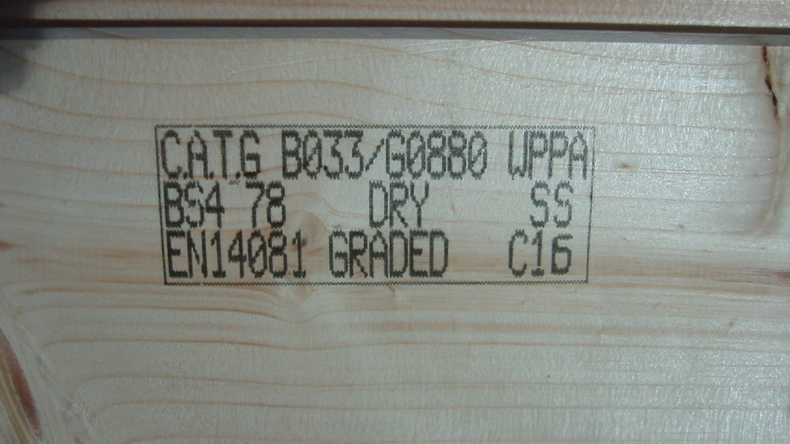 C.A.T.G B033/G0880 WPPA
BS4 78 DRY SS
EN14081 GRADED C16